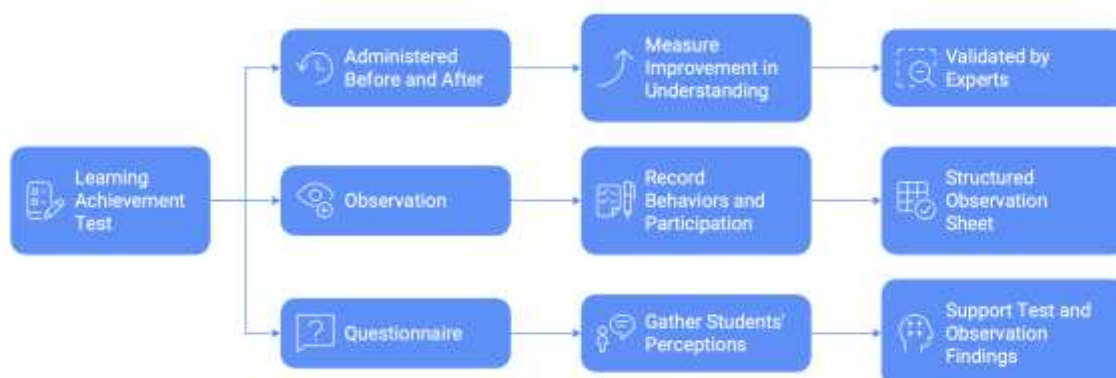 Learning
Achievement
Test
Administered
Before and After
Measure
Improvement in
Understanding
Validated by
Experts
Observation
Record
Behaviors and
Participation
Structured
Observation
Sheet
?
Questionnaire
Gather Students'
Perceptions
Support Test and
Observation
Findings